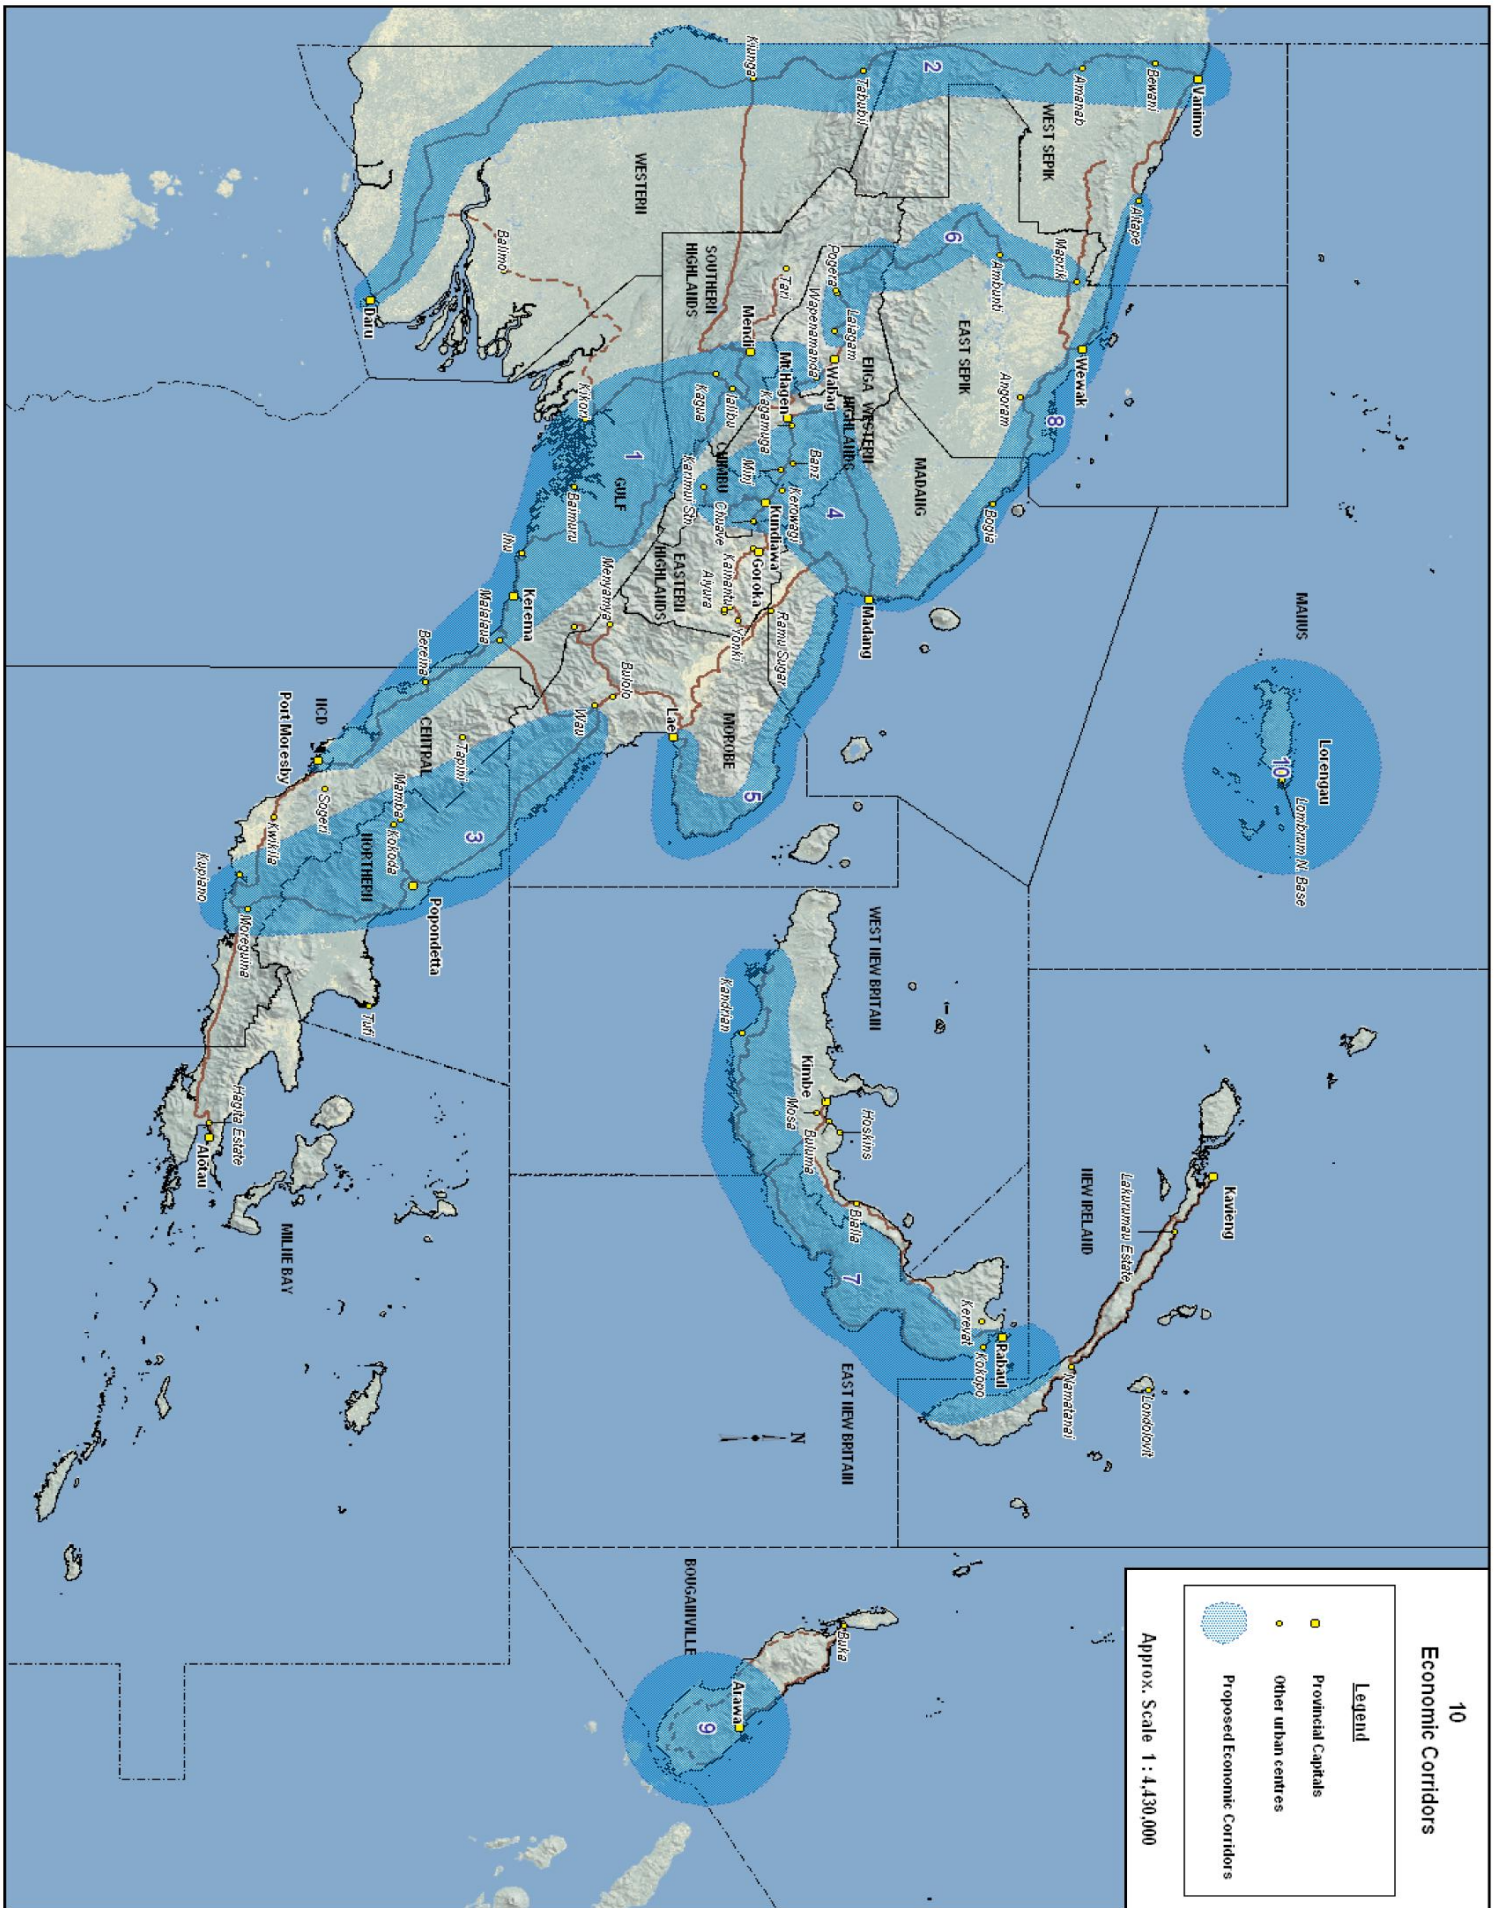 10
Economic Corridors
Legend
Provincial Capitals
Other urban centres
Proposed Economic Corridors
Approx. Scale 1 : 4,430,000
MANUS
Lorengau
10
Lombrum N. Base
Vanimo
Bewani
Amanab
2
Tabubil
Kiunga
WEST SEPIK
Aitape
Maprik
Wewak
Ambunti
6
EAST SEPIK
Angoram
8
Bogia
Kavieng
Lakurumau Estate
NEW IRELAND
Londolovit
Namatanai
WESTERN
Balimo
Daru
SOUTHERN
HIGHLANDS
Tari
Pogera
Lalagam
Wapenamanda
Wabag
ENGA
WESTERN
HIGHLANDS
MADANG
Madang
Mendi
Mt.Hagen
Kagamuga
Ialibu
Kagua
Banz
Minj
Kerowagi
4
CHIMBU
Kundiawa
Chuave
Karimui Stn
Goroka
Kainantu
Aiyura
Yonki
Ramu Sugar
EASTERN
HIGHLANDS
Kikori
1
GULF
Baimuru
Ihu
Kerema
Malalaua
Menyamya
Bulolo
Wau
Lae
MOROBE
5
WEST NEW BRITAIN
Kandrian
Kimbe
Mosa
Buluma
Hoskins
Bialla
7
Kerevat
Rabaul
Kokopo
EAST NEW BRITAIN
N
Bereina
NCD
Port Moresby
CENTRAL
Tapini
Sogeri
Mamba
Kokoda
3
NORTHERN
Popondetta
Kwikila
Kupiano
Moreguina
Tufi
Hagita Estate
Alotau
MILNE BAY
BOUGAINVILLE
Buka
Arawa
9